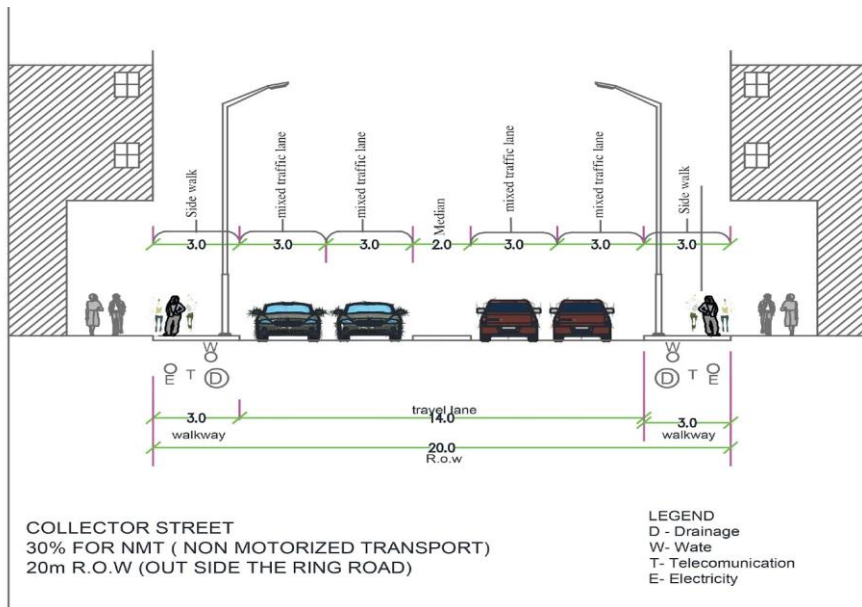 Side walk
mixed traffic lane
mixed traffic lane
Median
mixed traffic lane
mixed traffic lane
Side walk
3.0 3.0 3.0 2.0 3.0 3.0 3.0
W W
E T D D T E
travel lane
3.0 14.0 3.0
walkway walkway
20.0
R.o.w
COLLECTOR STREET
30% FOR NMT ( NON MOTORIZED TRANSPORT)
20m R.O.W (OUT SIDE THE RING ROAD)
LEGEND
D - Drainage
W- Wate
T- Telecomunication
E- Electricity